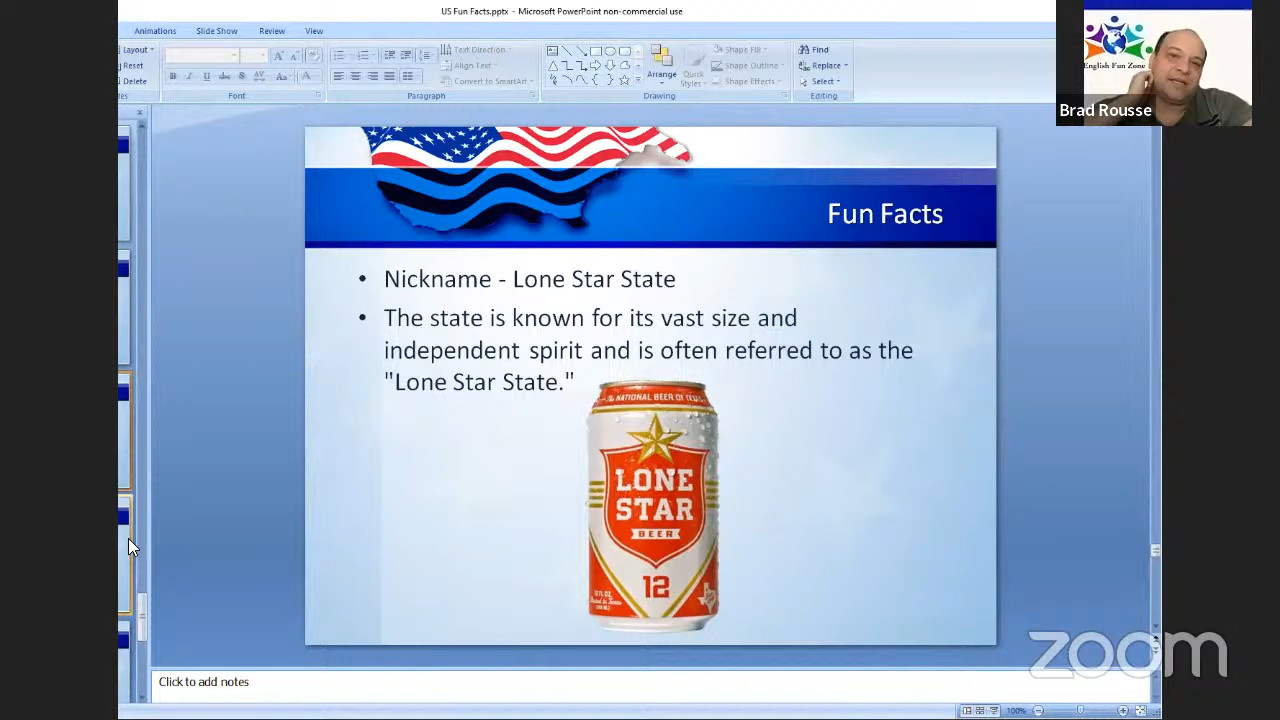 US Fun Facts.pptx - Microsoft PowerPoint non-commercial use
Animations Slide Show Review View
Layout
Reset
Delete
Text Direction
Align Text
Convert to SmartArt
Arrange
Quick
Styles
Shape Fill
Shape Outline
Shape Effects
Find
Replace
Select
Font
Paragraph
Drawing
Editing
English Fun Zone
Brad Rousse
Fun Facts
• Nickname - Lone Star State
• The state is known for its vast size and
independent spirit and is often referred to as the
"Lone Star State."
The NATIONAL BEER OF TEXAS
LONE
STAR
BEER
12
12 FL. OZ.
zoom
Click to add notes
100%